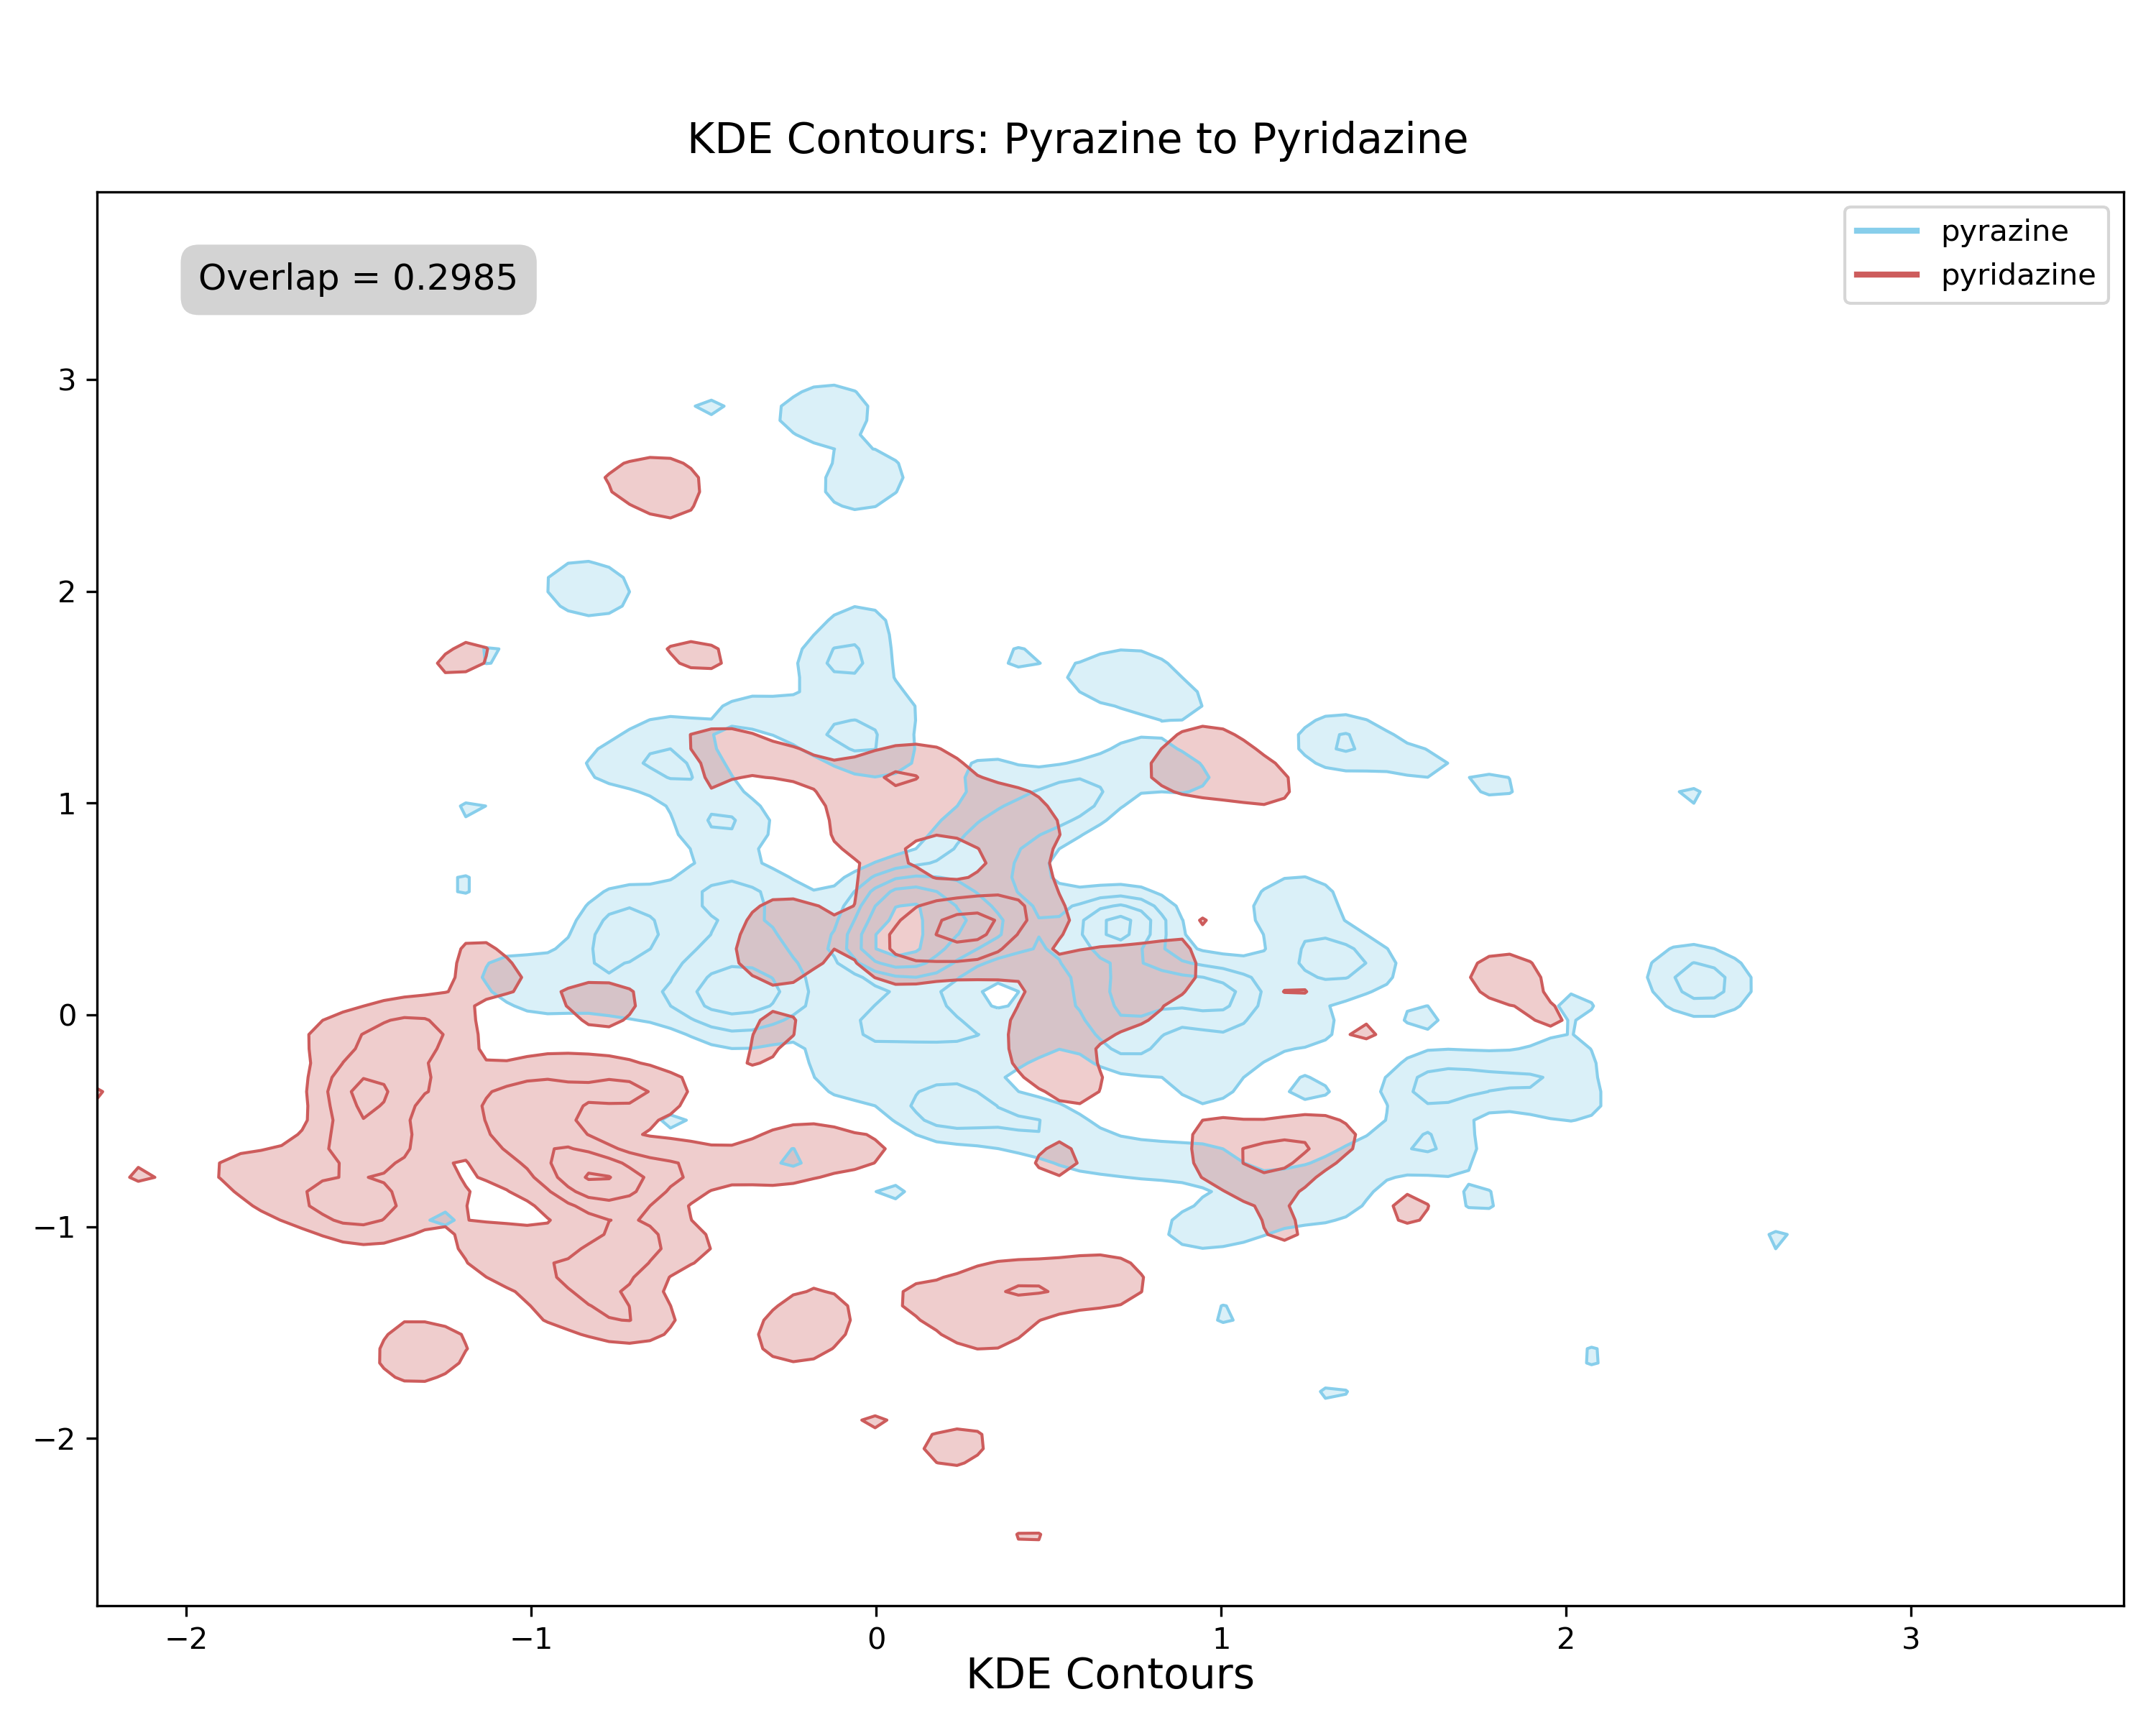 KDE Contours: Pyrazine to Pyridazine
Overlap = 0.2985
pyrazine
pyridazine
3
2
1
0
−1
−2
−2
−1
0
1
2
3
KDE Contours